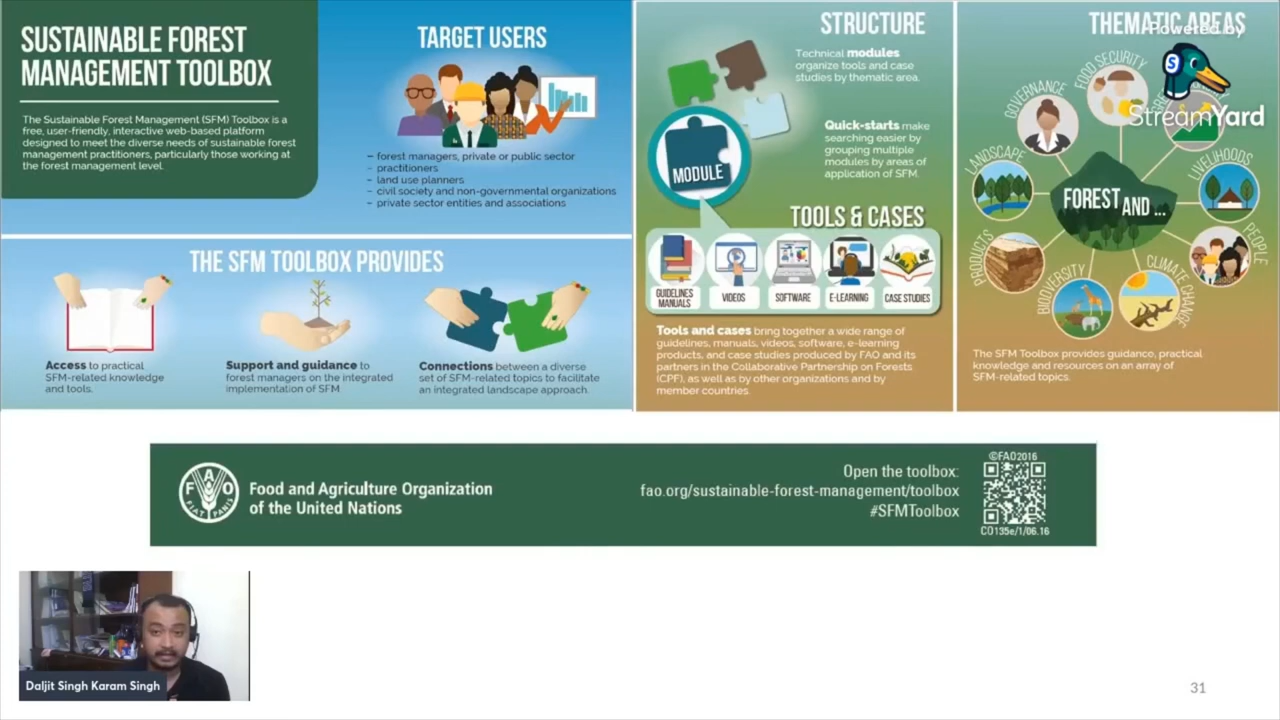 SUSTAINABLE FOREST
MANAGEMENT TOOLBOX
The Sustainable Forest Management (SFM) Toolbox is a
free, user-friendly, interactive web-based platform
designed to meet the diverse needs of sustainable forest
management practitioners, particularly those working at
the forest management level.
TARGET USERS
– forest managers, private or public sector
– practitioners
– land use planners
– civil society and non-governmental organizations
– private sector entities and associations
THE SFM TOOLBOX PROVIDES
Access to practical
SFM-related knowledge
and tools.
Support and guidance to
forest managers on the integrated
implementation of SFM
Connections between a diverse
set of SFM-related topics to facilitate
an integrated landscape approach.
STRUCTURE
Technical modules
organize tools and case
studies by thematic area.
Quick-starts make
searching easier by
grouping multiple
modules by areas of
application of SFM.
MODULE
TOOLS & CASES
GUIDELINES
MANUALS
VIDEOS
SOFTWARE
E-LEARNING
CASE STUDIES
Tools and cases bring together a wide range of
guidelines, manuals, videos, software, e-learning
products, and case studies produced by FAO and its
partners in the Collaborative Partnership on Forests
(CPF), as well as by other organizations and by
member countries.
THEMATIC AREAS
Powered by
StreamYard
GOVERNANCE
FOOD SECURITY
LANDSCAPE
LIVELIHOODS
FOREST AND ...
PRODUCTS
PEOPLE
BIODIVERSITY
CLIMATE CHANGE
The SFM Toolbox provides guidance, practical
knowledge and resources on an array of
SFM-related topics.
F A O
FIAT PANIS
Food and Agriculture Organization
of the United Nations
Open the toolbox:
fao.org/sustainable-forest-management/toolbox
#SFMToolbox
©FAO2016
CO135e/1/06.16
Daljit Singh Karam Singh
31